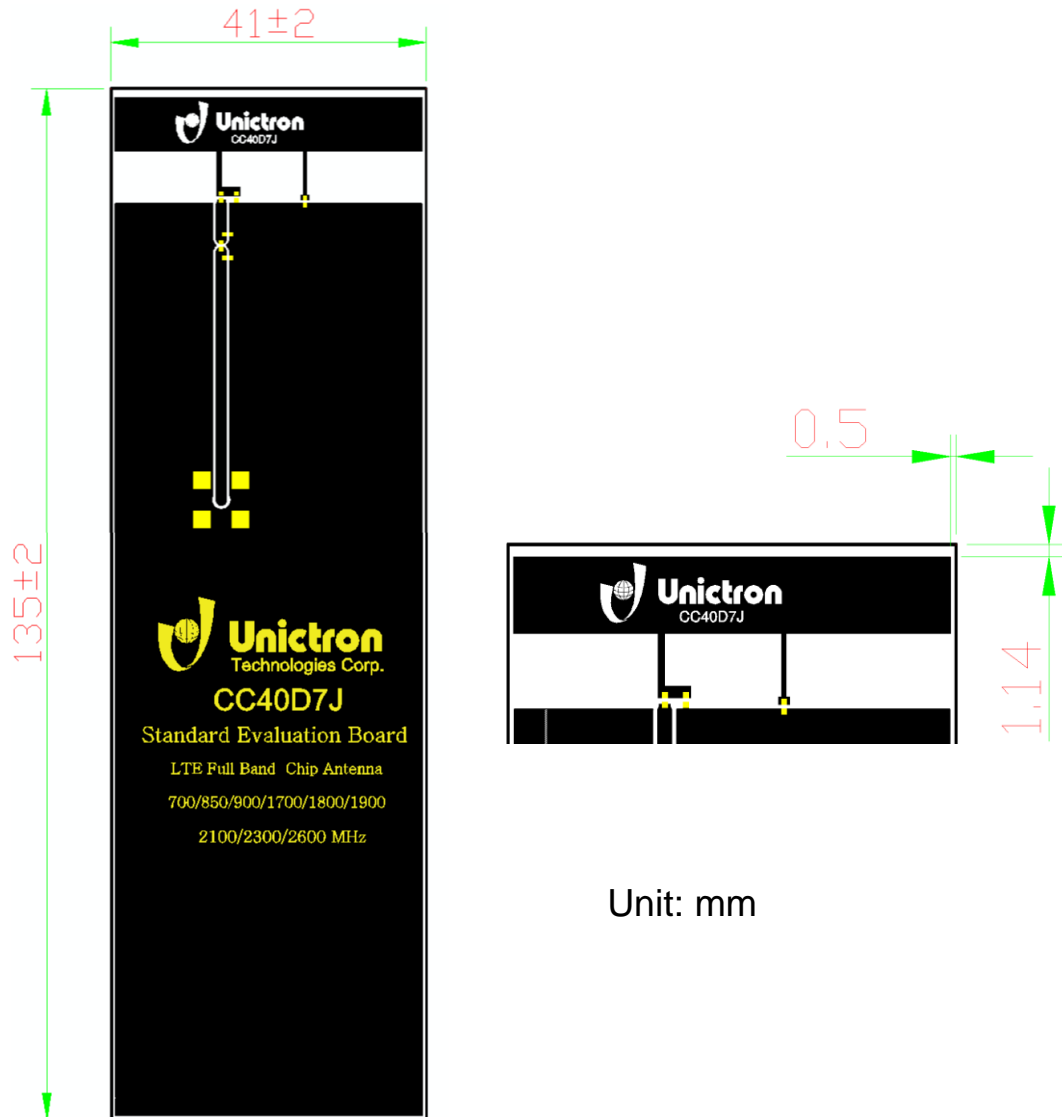 41±2
Unictron
CC40D7J
135±2
Unictron
Technologies Corp.
CC40D7J
Standard Evaluation Board
LTE Full Band Chip Antenna
700/850/900/1700/1800/1900
2100/2300/2600 MHz
0.5
Unictron
CC40D7J
1.14
Unit: mm